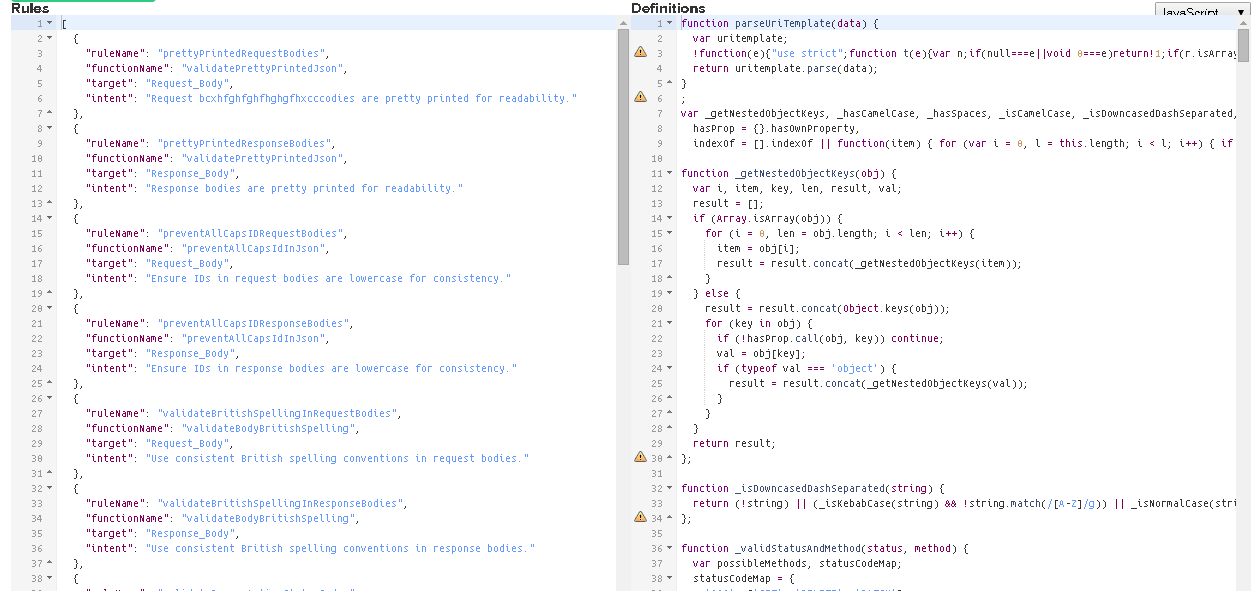 Rules
1 [
2 {
3 "ruleName": "prettyPrintedRequestBodies",
4 "functionName": "validatePrettyPrintedJson",
5 "target": "Request_Body",
6 "intent": "Request bcxhfghfghfhghgfhxcccodies are pretty printed for readability."
7 },
8 {
9 "ruleName": "prettyPrintedResponseBodies",
10 "functionName": "validatePrettyPrintedJson",
11 "target": "Response_Body",
12 "intent": "Response bodies are pretty printed for readability."
13 },
14 {
15 "ruleName": "preventAllCapsIDRequestBodies",
16 "functionName": "preventAllCapsIdInJson",
17 "target": "Request_Body",
18 "intent": "Ensure IDs in request bodies are lowercase for consistency."
19 },
20 {
21 "ruleName": "preventAllCapsIDResponseBodies",
22 "functionName": "preventAllCapsIdInJson",
23 "target": "Response_Body",
24 "intent": "Ensure IDs in response bodies are lowercase for consistency."
25 },
26 {
27 "ruleName": "validateBritishSpellingInRequestBodies",
28 "functionName": "validateBodyBritishSpelling",
29 "target": "Request_Body",
30 "intent": "Use consistent British spelling conventions in request bodies."
31 },
32 {
33 "ruleName": "validateBritishSpellingInResponseBodies",
34 "functionName": "validateBodyBritishSpelling",
35 "target": "Response_Body",
36 "intent": "Use consistent British spelling conventions in response bodies."
37 },
38 {
Definitions
JavaScript
1 function parseUriTemplate(data) {
2 var uritemplate;
3 !function(e){"use strict";function t(e){var n;if(null===e||void 0===e)return!1;if(r.isArray
4 return uritemplate.parse(data);
5 }
6 ;
7 var _getNestedObjectKeys, _hasCamelCase, _hasSpaces, _isCamelCase, _isDowncasedDashSeparated,
8 hasProp = {}.hasOwnProperty,
9 indexOf = [].indexOf || function(item) { for (var i = 0, l = this.length; i < l; i++) { if
10
11 function _getNestedObjectKeys(obj) {
12 var i, item, key, len, result, val;
13 result = [];
14 if (Array.isArray(obj)) {
15 for (i = 0, len = obj.length; i < len; i++) {
16 item = obj[i];
17 result = result.concat(_getNestedObjectKeys(item));
18 }
19 } else {
20 result = result.concat(Object.keys(obj));
21 for (key in obj) {
22 if (!hasProp.call(obj, key)) continue;
23 val = obj[key];
24 if (typeof val === 'object') {
25 result = result.concat(_getNestedObjectKeys(val));
26 }
27 }
28 }
29 return result;
30 };
31
32 function _isDowncasedDashSeparated(string) {
33 return (!string) || (_isKebabCase(string) && !string.match(/[A-Z]/g)) || _isNormalCase(stri
34 };
35
36 function _validStatusAndMethod(status, method) {
37 var possibleMethods, statusCodeMap;
38 statusCodeMap = {